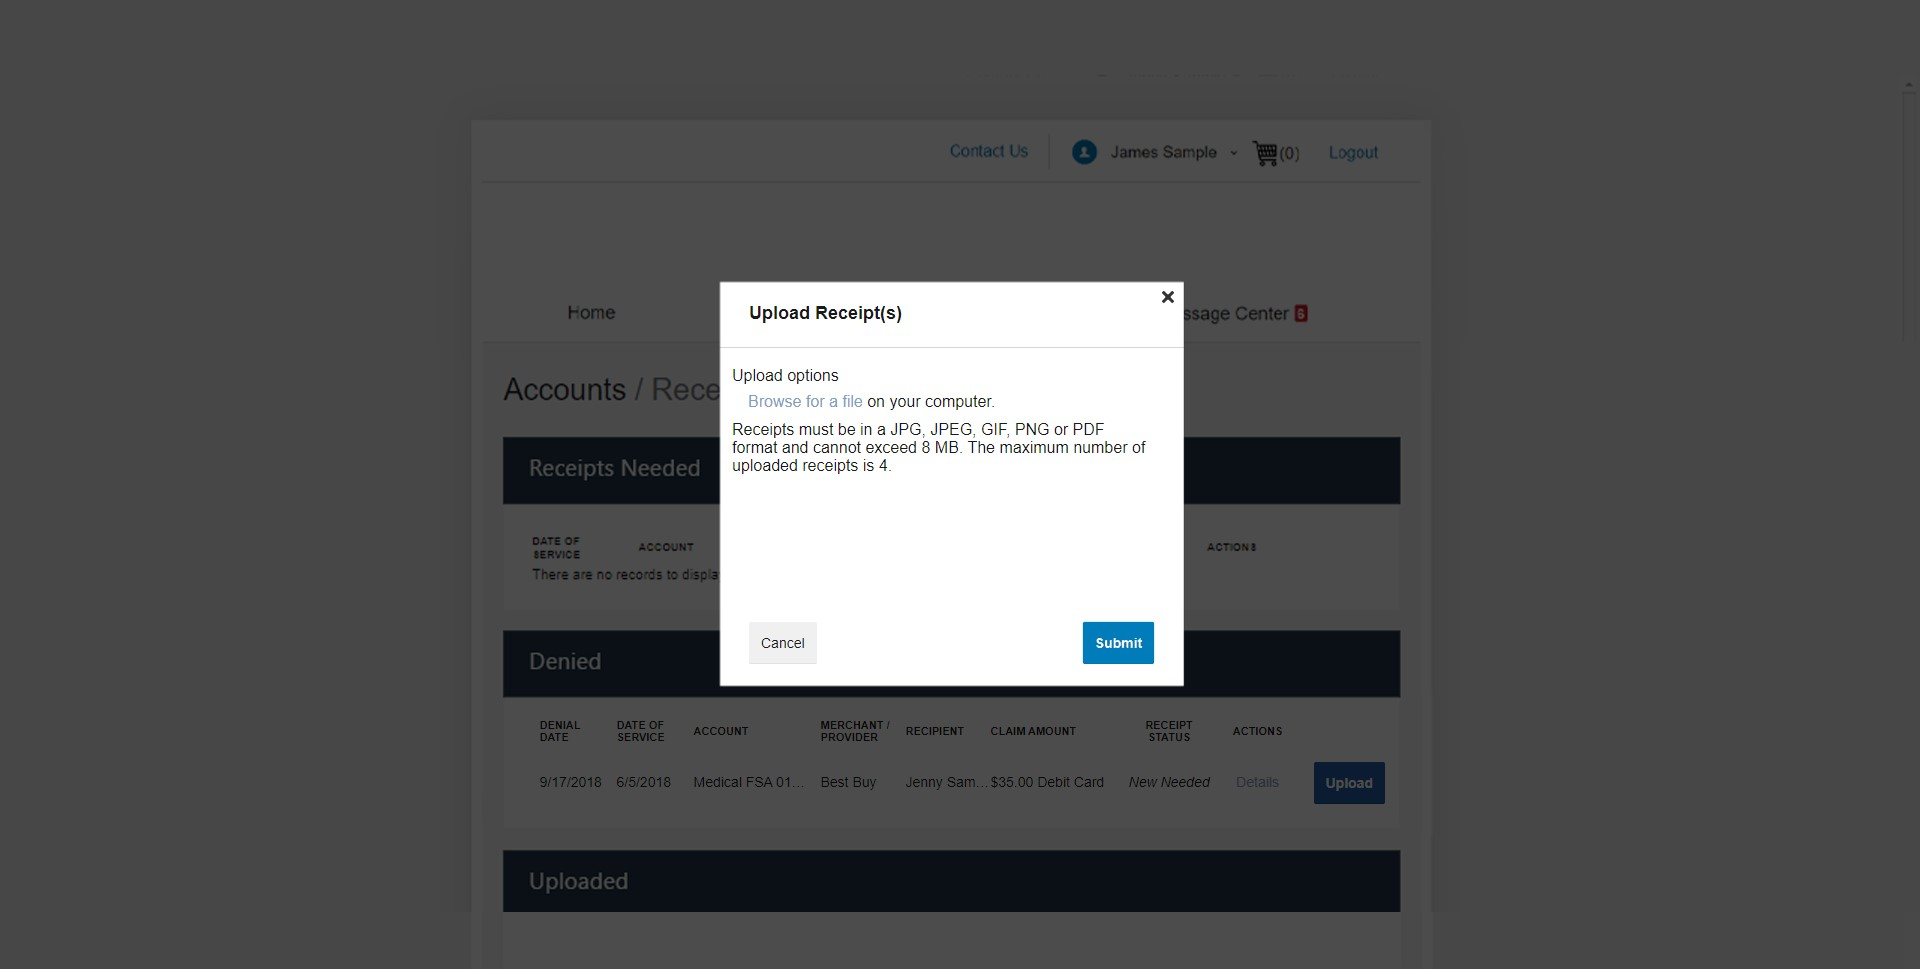 Contact Us
James Sample
(0)
Logout
Home
ssage Center 6
Accounts / Rece
Upload Receipt(s)
Upload options
Browse for a file on your computer.
Receipts must be in a JPG, JPEG, GIF, PNG or PDF
format and cannot exceed 8 MB. The maximum number of
uploaded receipts is 4.
Cancel
Submit
Receipts Needed
DATE OF
SERVICE
ACCOUNT
ACTIONS
There are no records to displa
Denied
DENIAL
DATE
DATE OF
SERVICE
ACCOUNT
MERCHANT /
PROVIDER
RECIPIENT
CLAIM AMOUNT
RECEIPT
STATUS
ACTIONS
9/17/2018 6/5/2018 Medical FSA 01... Best Buy Jenny Sam... $35.00 Debit Card New Needed Details Upload
Uploaded